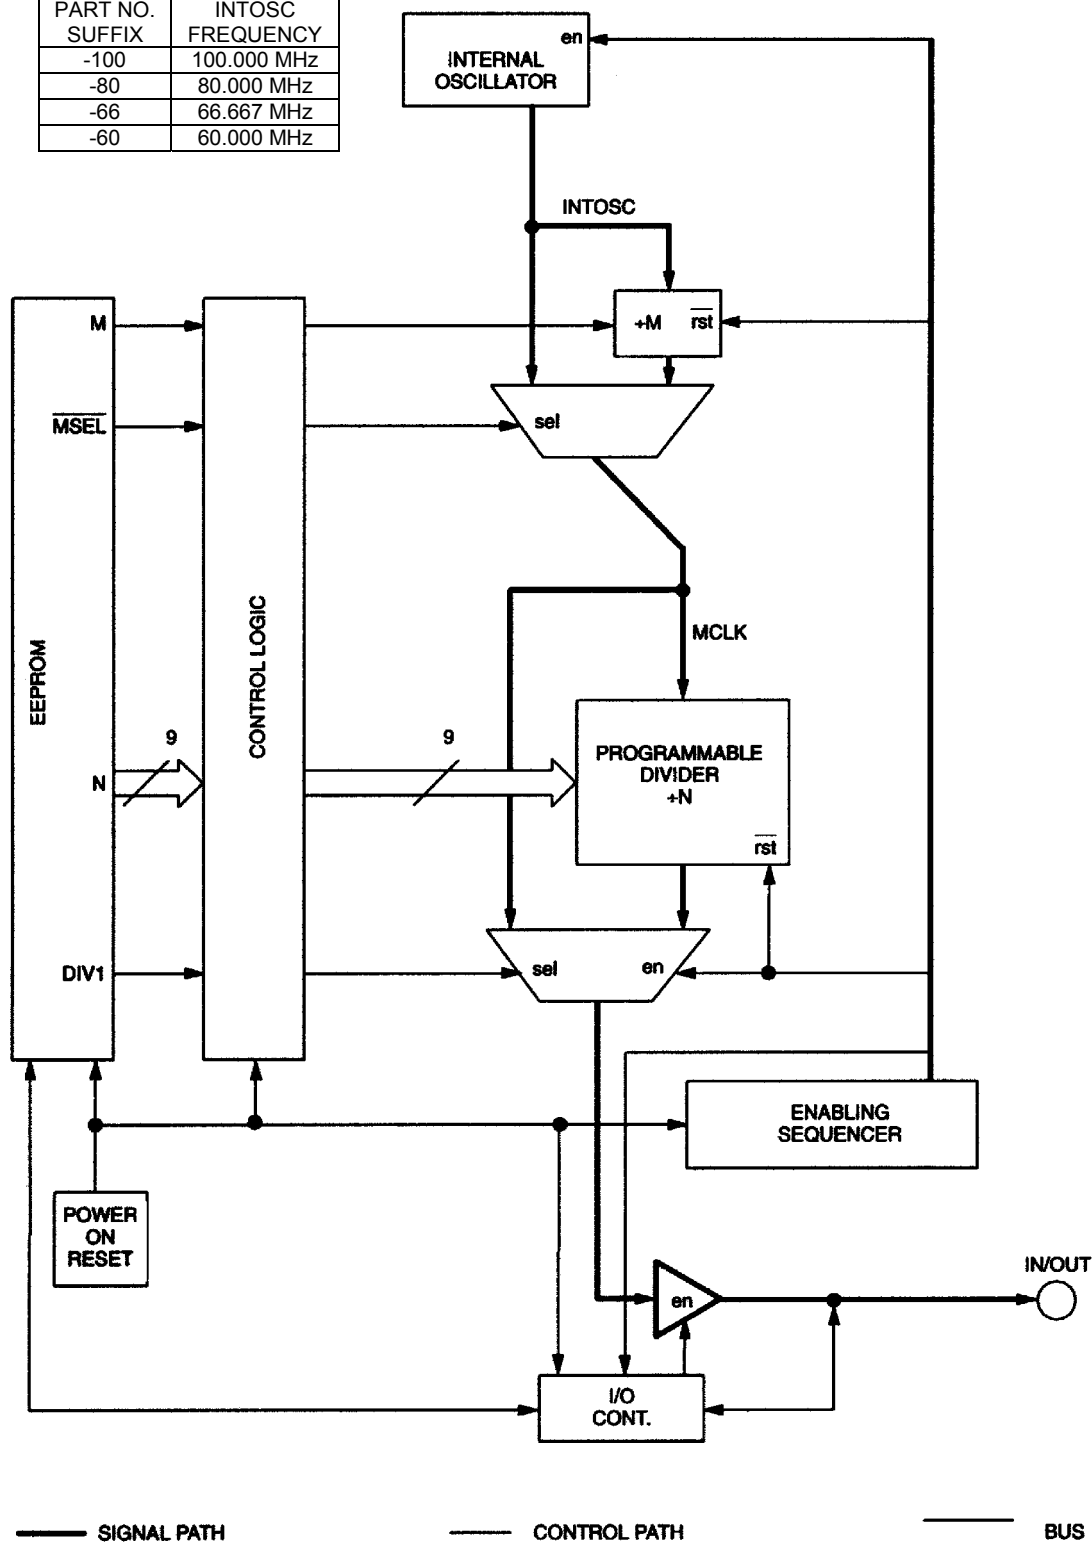 PART NO.
SUFFIX
INTOSC
FREQUENCY
-100
100.000 MHz
-80
80.000 MHz
-66
66.667 MHz
-60
60.000 MHz
en
INTERNAL
OSCILLATOR
INTOSC
M
÷M
rst
MSEL
sel
MCLK
EEPROM
CONTROL LOGIC
9
9
N
PROGRAMMABLE
DIVIDER
÷N
rst
DIV1
sel
en
ENABLING
SEQUENCER
POWER
ON
RESET
IN/OUT
en
I/O
CONT.
SIGNAL PATH
CONTROL PATH
BUS